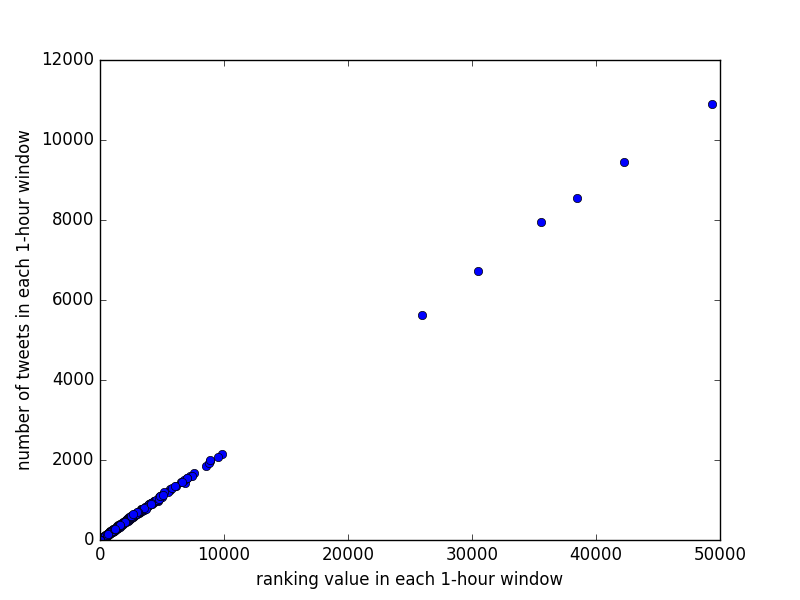 12000
10000
8000
6000
4000
2000
0
number of tweets in each 1-hour window
0 10000 20000 30000 40000 50000
ranking value in each 1-hour window